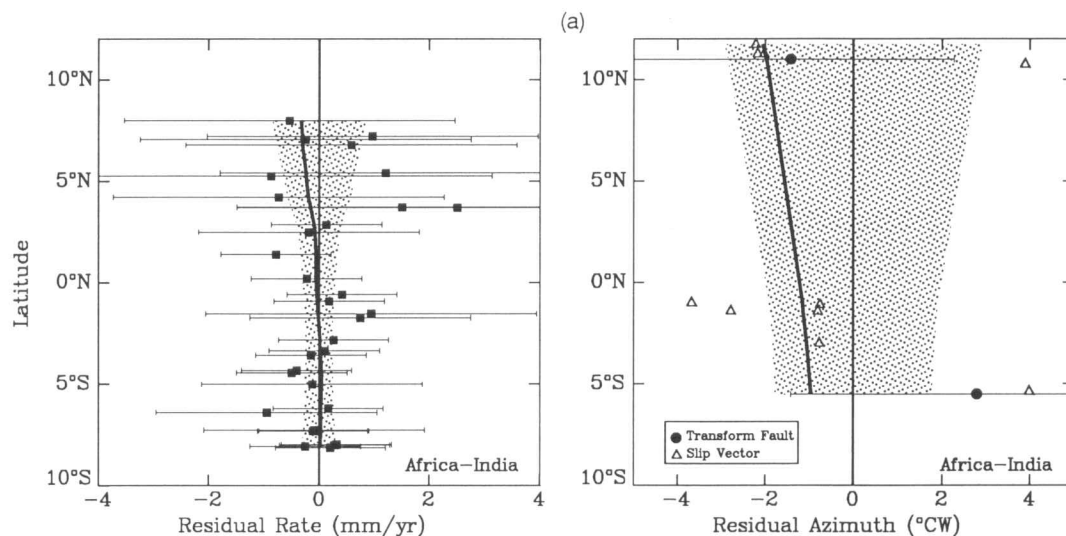 (a)
10°N
5°N
0°N
5°S
10°S
Latitude
−4
−2
0
2
4
Residual Rate (mm/yr)
Africa−India
10°N
5°N
0°N
5°S
10°S
−4
−2
0
2
4
Residual Azimuth (°CW)
Transform Fault
Slip Vector
Africa−India